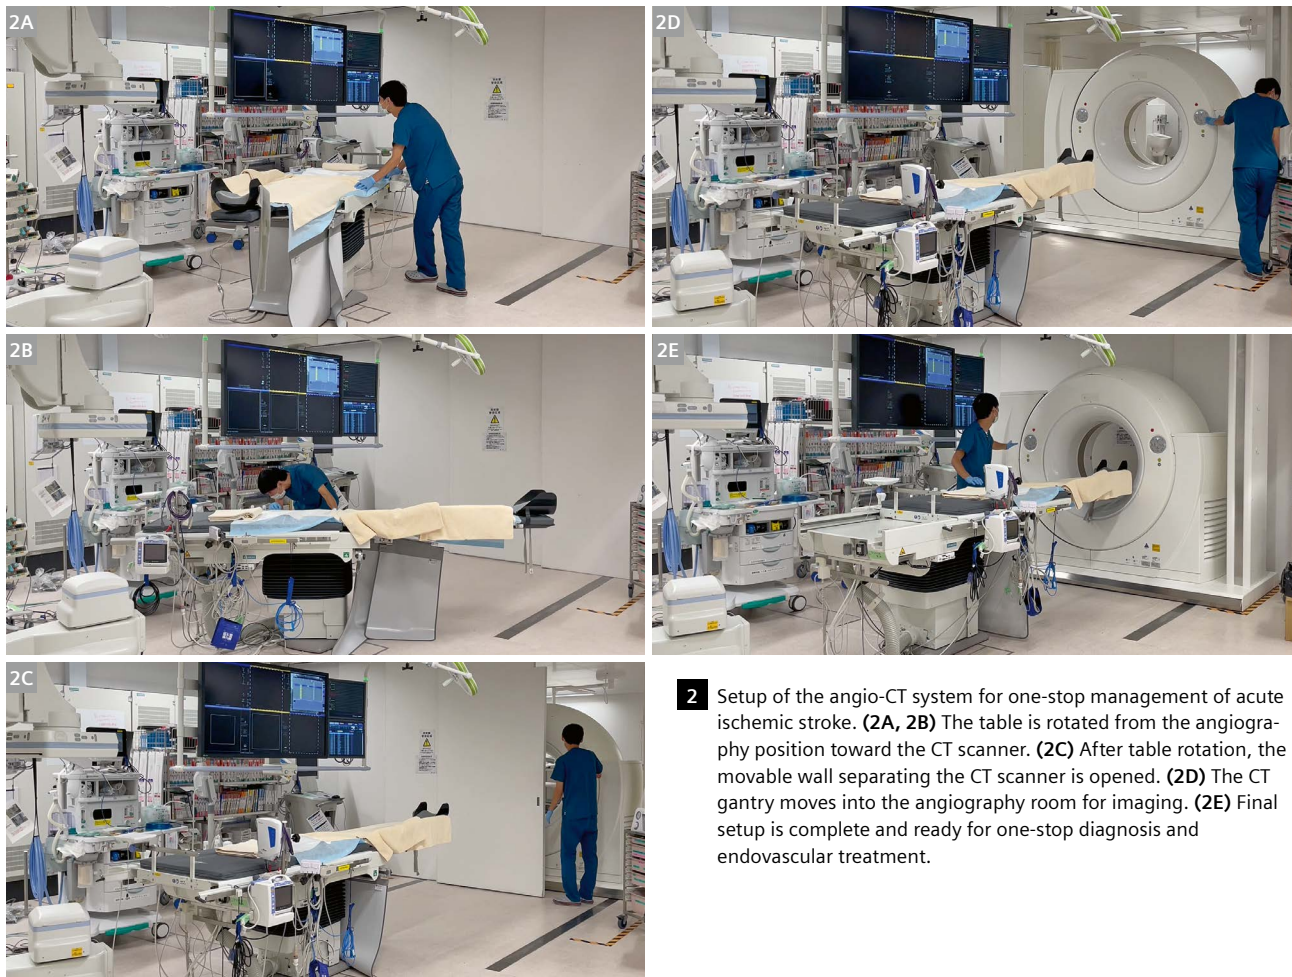 2A
2B
2C
2D
2E
2 Setup of the angio-CT system for one-stop management of acute
ischemic stroke. (2A, 2B) The table is rotated from the angiogra-
phy position toward the CT scanner. (2C) After table rotation, the
movable wall separating the CT scanner is opened. (2D) The CT
gantry moves into the angiography room for imaging. (2E) Final
setup is complete and ready for one-stop diagnosis and
endovascular treatment.